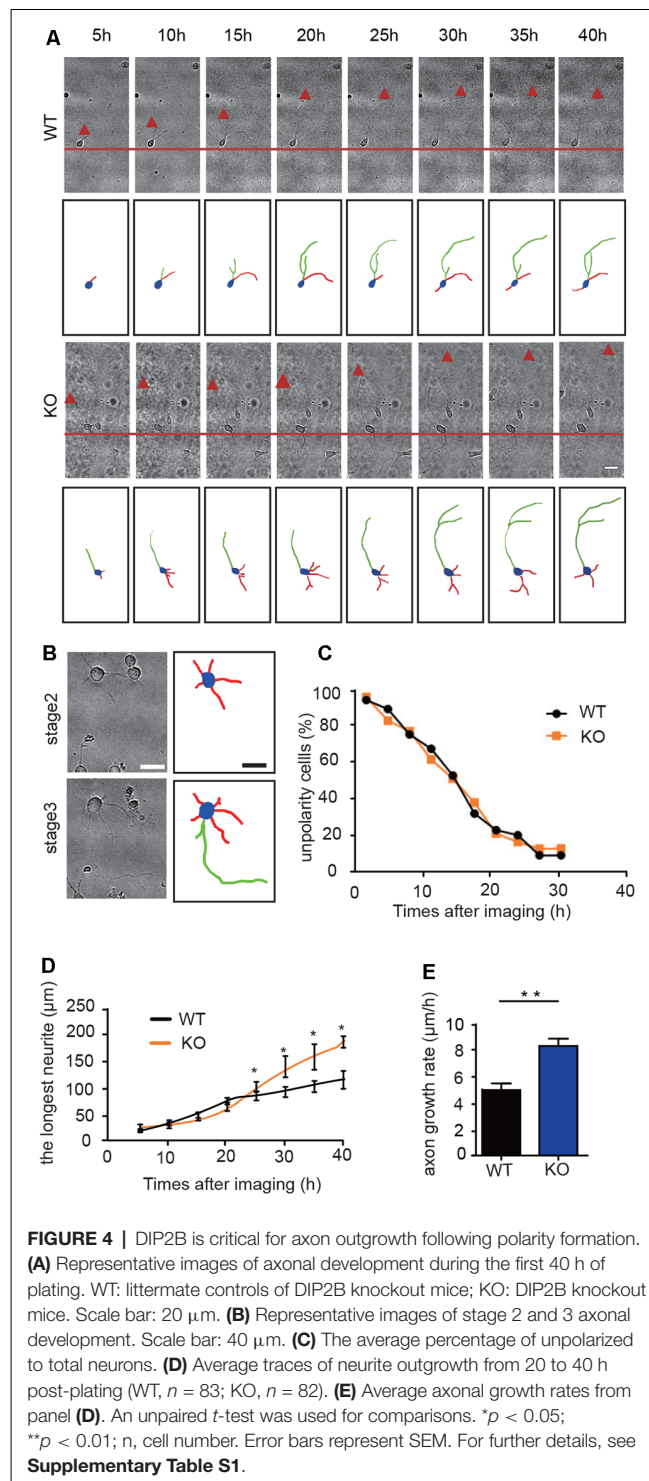 A
5h 10h 15h 20h 25h 30h 35h 40h
WT
KO
B
stage2
stage3
C
unpolarity cellls (%)
100
80
60
40
20
0
WT
KO
0 10 20 30 40
Times after imaging (h)
D
the longest neurite (μm)
250
200
150
100
50
0
WT
KO
* * * *
0 10 20 30 40
Times after imaging (h)
E
axon growth rate (μm/h)
10
8
6
4
2
0
* *
WT KO
FIGURE 4 | DIP2B is critical for axon outgrowth following polarity formation.
(A) Representative images of axonal development during the first 40 h of
plating. WT: littermate controls of DIP2B knockout mice; KO: DIP2B knockout
mice. Scale bar: 20 μm. (B) Representative images of stage 2 and 3 axonal
development. Scale bar: 40 μm. (C) The average percentage of unpolarized
to total neurons. (D) Average traces of neurite outgrowth from 20 to 40 h
post-plating (WT, n = 83; KO, n = 82). (E) Average axonal growth rates from
panel (D). An unpaired t-test was used for comparisons. *p < 0.05;
**p < 0.01; n, cell number. Error bars represent SEM. For further details, see
Supplementary Table S1.